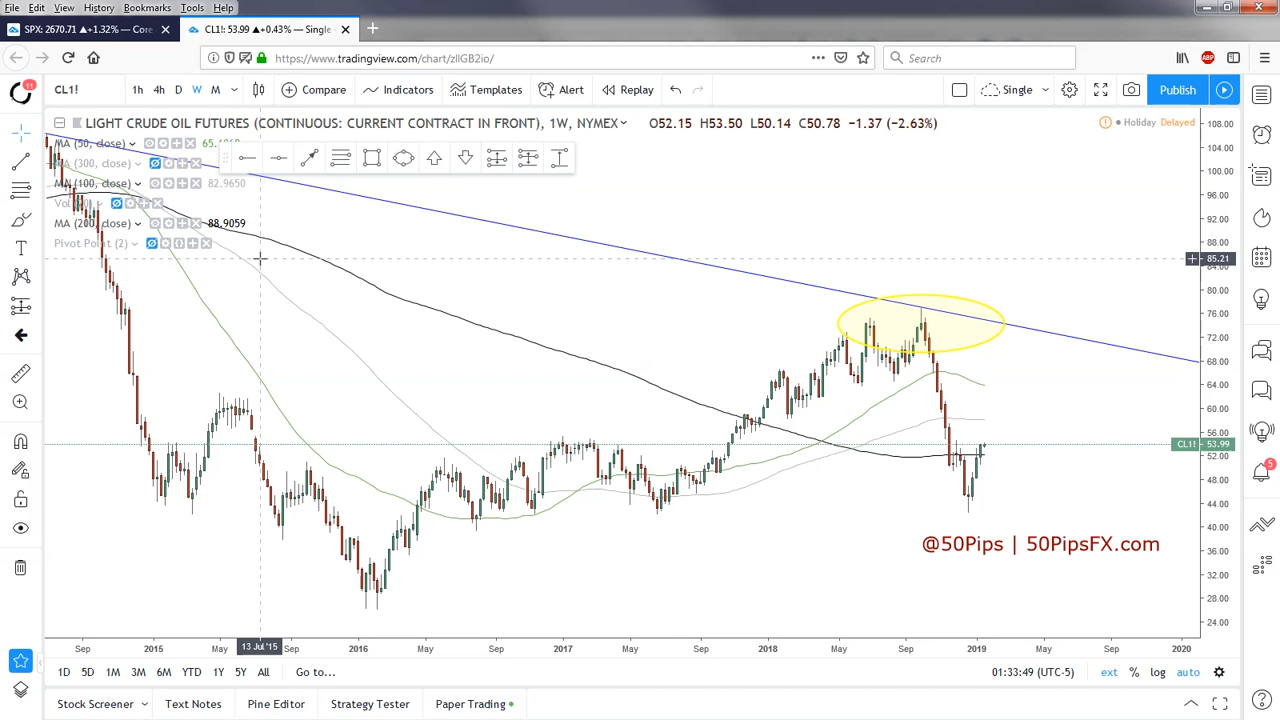 File Edit View History Bookmarks Tools Help
SPX: 2670.71 ▲+1.32% — Core
CL1!: 53.99 ▲+0.43% — Single -
https://www.tradingview.com/chart/zlIGB2io/
Search
11
CL1! 1h 4h D W M Compare Indicators Templates Alert Replay Single Publish
LIGHT CRUDE OIL FUTURES (CONTINUOUS: CURRENT CONTRACT IN FRONT), 1W, NYMEX O52.15 H53.50 L50.14 C50.78 −1.37 (−2.63%)
Holiday Delayed
MA (50, close)
MA (300, close)
MA (100, close) 82.9650
MA (200, close) 88.9059
Pivot Point (2)
108.00
104.00
100.00
96.00
92.00
88.00
85.21
84.00
80.00
76.00
72.00
68.00
64.00
60.00
56.00
CL1! 53.99
52.00
48.00
44.00
40.00
36.00
32.00
28.00
24.00
5
@50Pips | 50PipsFX.com
Sep 2015 May 13 Jul '15 Sep 2016 May Sep 2017 May Sep 2018 May Sep 2019 May Sep 2020
1D 5D 1M 3M 6M YTD 1Y 5Y All Go to... 01:33:49 (UTC-5) ext % log auto
Stock Screener Text Notes Pine Editor Strategy Tester Paper Trading